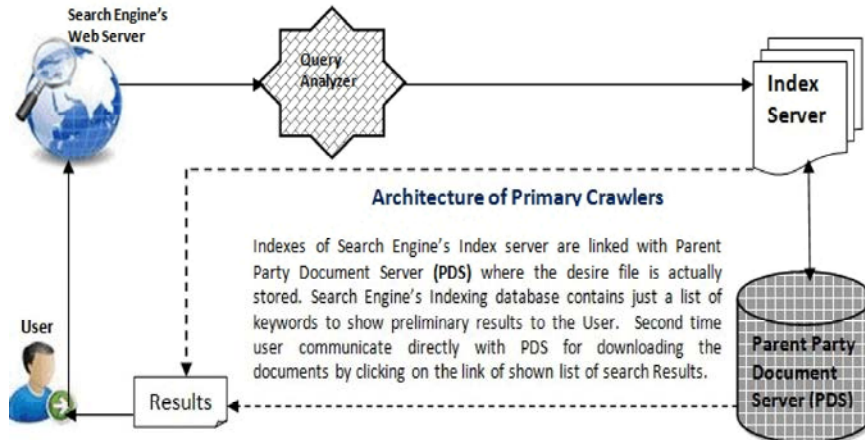 Search Engine's
Web Server
Query
Analyzer
Index
Server
Architecture of Primary Crawlers
Indexes of Search Engine's Index server are linked with Parent
Party Document Server (PDS) where the desire file is actually
stored. Search Engine's Indexing database contains just a list of
keywords to show preliminary results to the User. Second time
user communicate directly with PDS for downloading the
documents by clicking on the link of shown list of search Results.
User
Results
Parent Party
Document
Server (PDS)